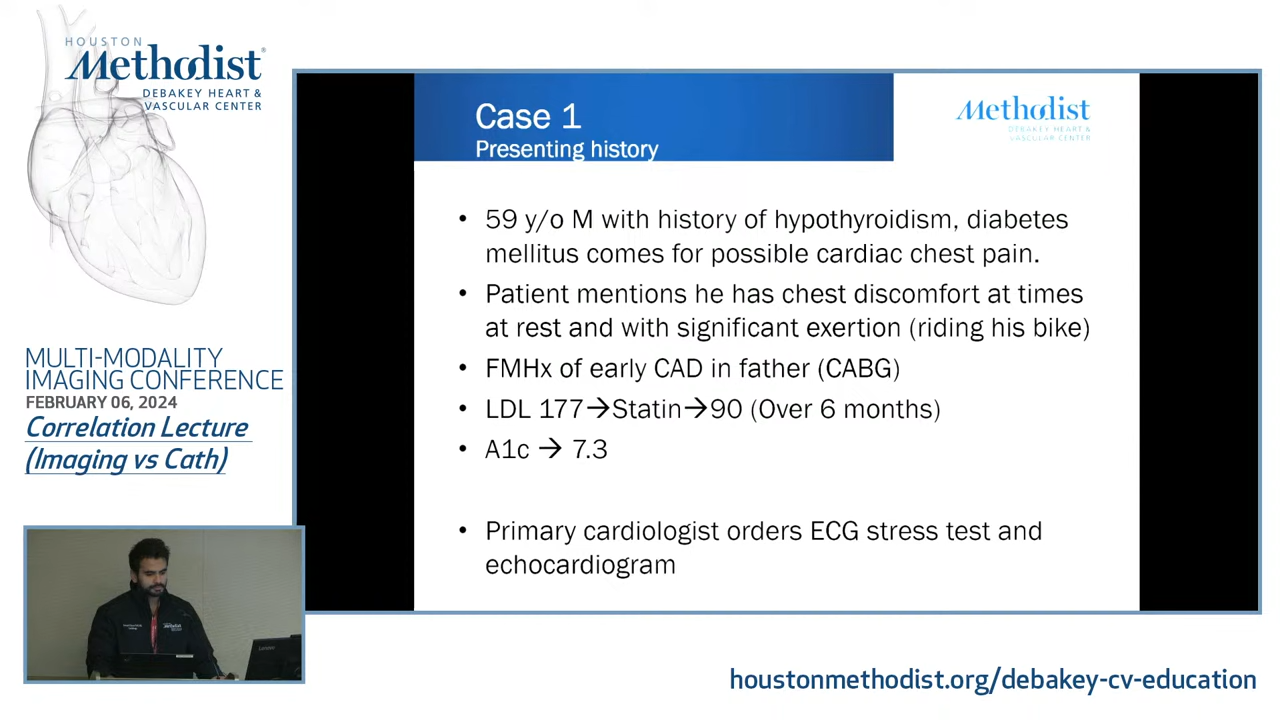 HOUSTON
Methodist
DEBAKEY HEART &
VASCULAR CENTER
MULTI-MODALITY
IMAGING CONFERENCE
FEBRUARY 06, 2024
Correlation Lecture
(Imaging vs Cath)
Case 1
Presenting history
Methodist
DEBAKEY HEART &
VASCULAR CENTER
• 59 y/o M with history of hypothyroidism, diabetes
mellitus comes for possible cardiac chest pain.
• Patient mentions he has chest discomfort at times
at rest and with significant exertion (riding his bike)
• FMHx of early CAD in father (CABG)
• LDL 177→Statin→90 (Over 6 months)
• A1c → 7.3
• Primary cardiologist orders ECG stress test and
echocardiogram
Methodist
Lenovo
houstonmethodist.org/debakey-cv-education